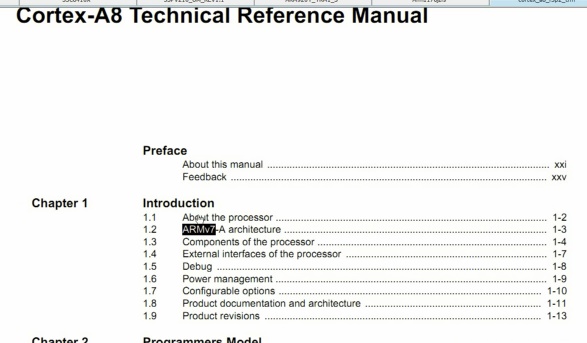 Cortex-A8 Technical Reference Manual
Preface
About this manual ........ xxi
Feedback ........ xxv
Chapter 1 Introduction
1.1 About the processor ........ 1-2
1.2 ARMv7-A architecture ........ 1-3
1.3 Components of the processor ........ 1-4
1.4 External interfaces of the processor ........ 1-7
1.5 Debug ........ 1-8
1.6 Power management ........ 1-9
1.7 Configurable options ........ 1-10
1.8 Product documentation and architecture ........ 1-11
1.9 Product revisions ........ 1-13
Chapter 2 Programmers Model